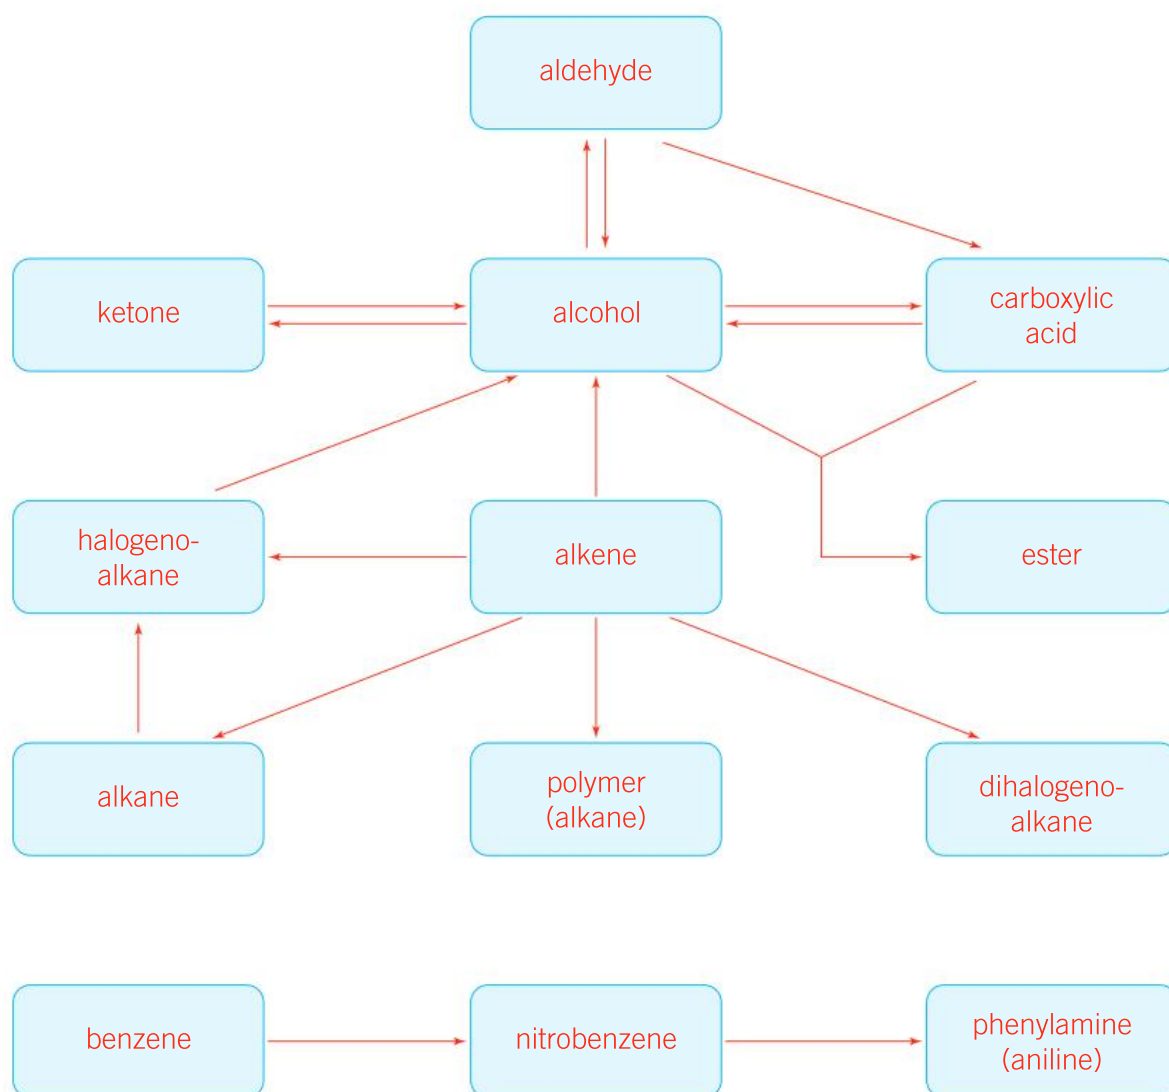 aldehyde
ketone
alcohol
carboxylic
acid
halogeno-
alkane
alkene
ester
alkane
polymer
(alkane)
dihalogeno-
alkane
benzene
nitrobenzene
phenylamine
(aniline)